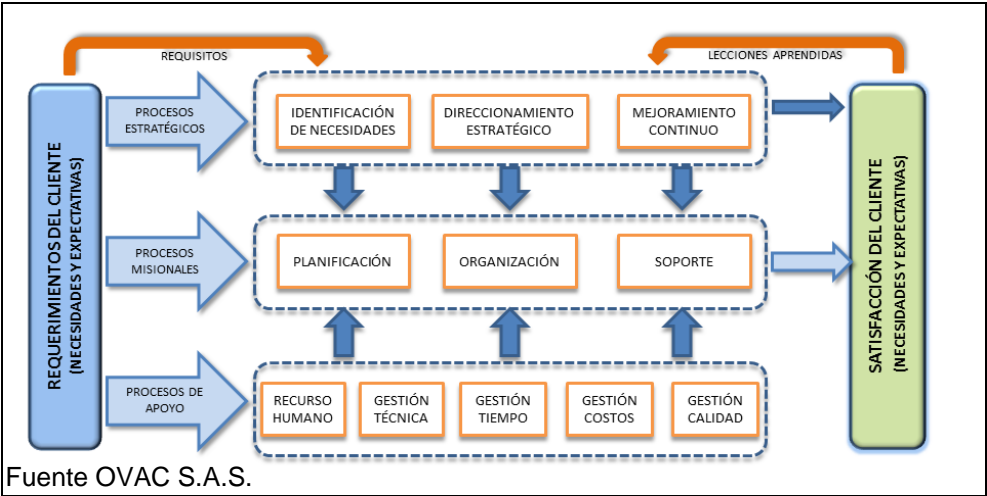 REQUISITOS
LECCIONES APRENDIDAS
REQUERIMIENTOS DEL CLIENTE
(NECESIDADES Y EXPECTATIVAS)
PROCESOS
ESTRATÉGICOS
IDENTIFICACIÓN
DE NECESIDADES
DIRECCIONAMIENTO
ESTRATÉGICO
MEJORAMIENTO
CONTINUO
PROCESOS
MISIONALES
PLANIFICACIÓN
ORGANIZACIÓN
SOPORTE
PROCESOS DE
APOYO
RECURSO
HUMANO
GESTIÓN
TÉCNICA
GESTIÓN
TIEMPO
GESTIÓN
COSTOS
GESTIÓN
CALIDAD
SATISFACCIÓN DEL CLIENTE
(NECESIDADES Y EXPECTATIVAS)
Fuente OVAC S.A.S.